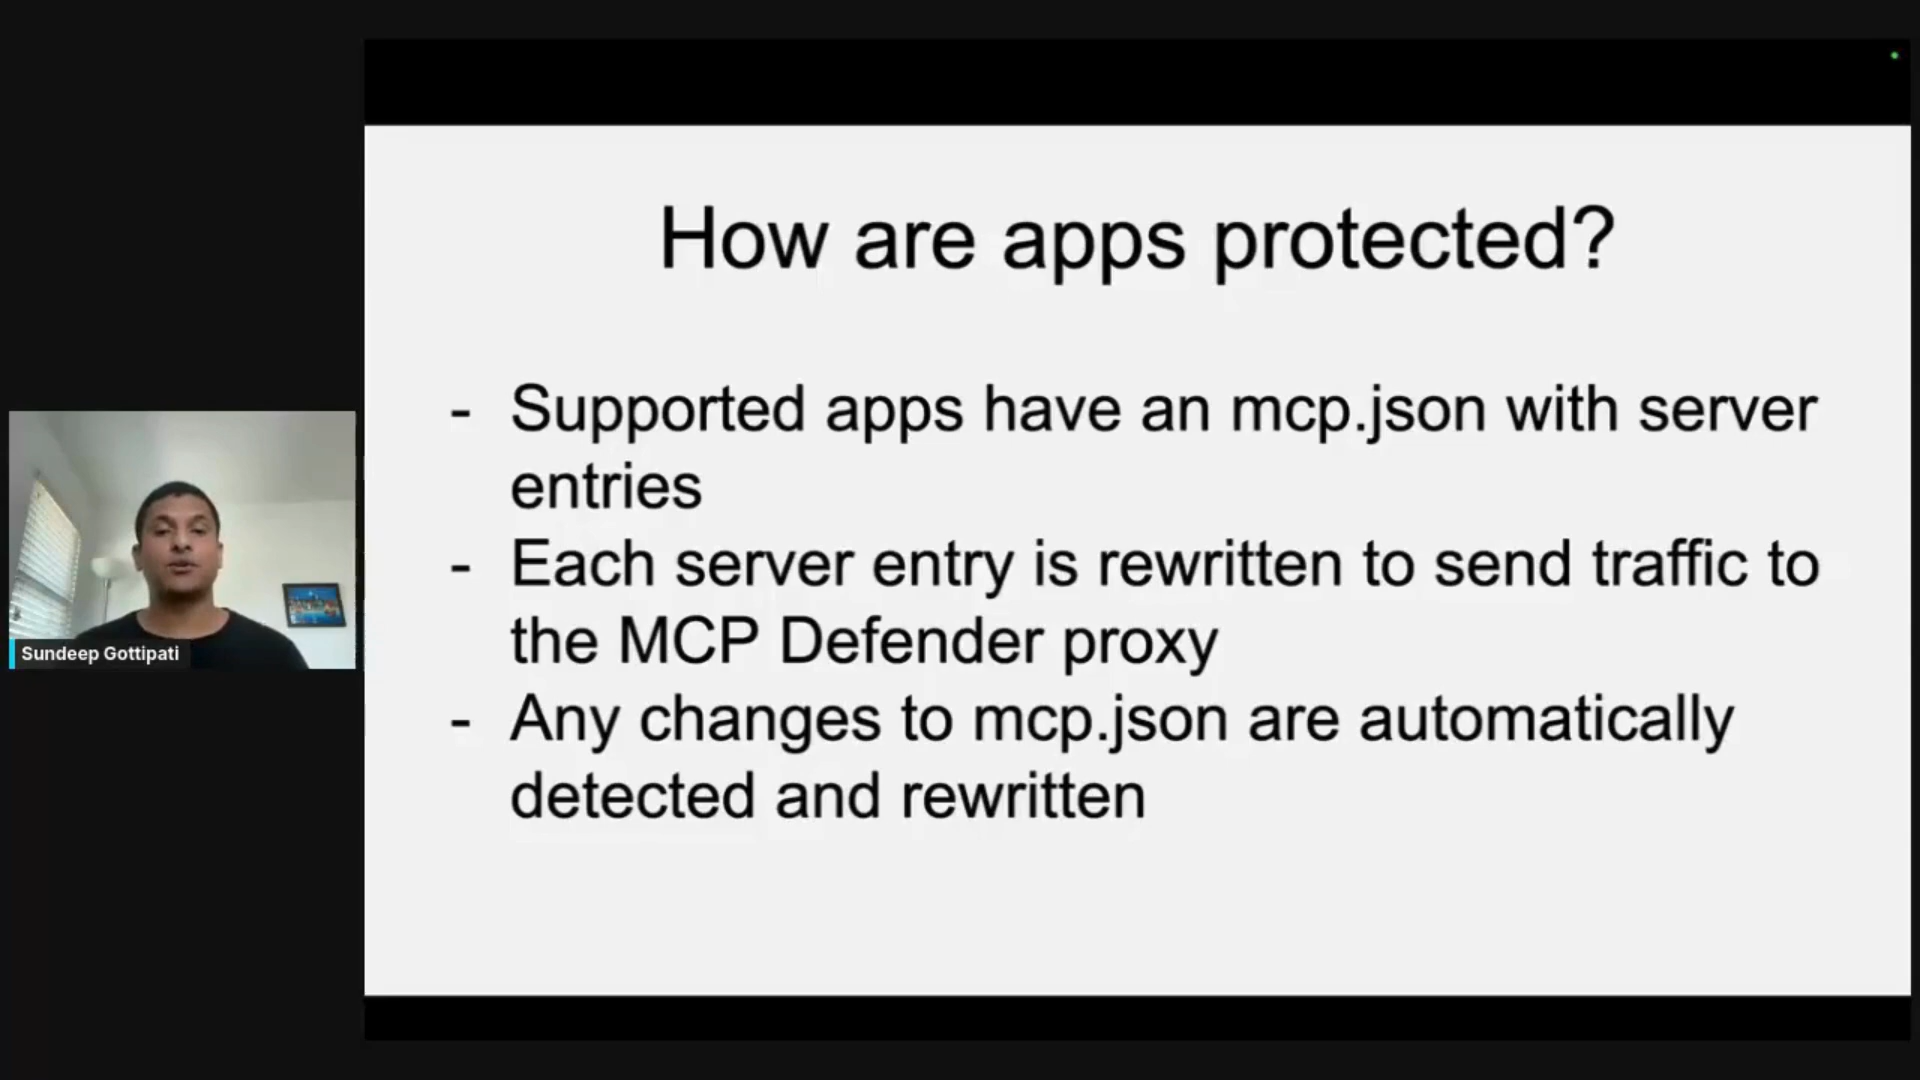 How are apps protected?
- Supported apps have an mcp.json with server
entries
- Each server entry is rewritten to send traffic to
the MCP Defender proxy
- Any changes to mcp.json are automatically
detected and rewritten
Sundeep Gottipati